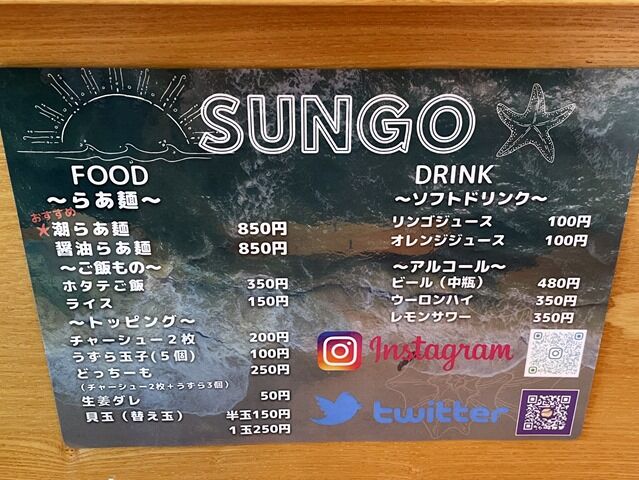 SUNGO
FOOD
～らぁ麺～
おすすめ
★潮らぁ麺 850円
醤油らぁ麺 850円
～ご飯もの～
ホタテご飯 350円
ライス 150円
～トッピング～
チャーシュー２枚 200円
うずら玉子(５個) 100円
どっちーも 250円
（チャーシュー2枚＋うずら3個）
生姜ダレ 50円
貝玉（替え玉） 半玉150円
１玉250円
DRINK
～ソフトドリンク～
リンゴジュース 100円
オレンジジュース 100円
～アルコール～
ビール（中瓶） 480円
ウーロンハイ 350円
レモンサワー 350円
Instagram
twitter